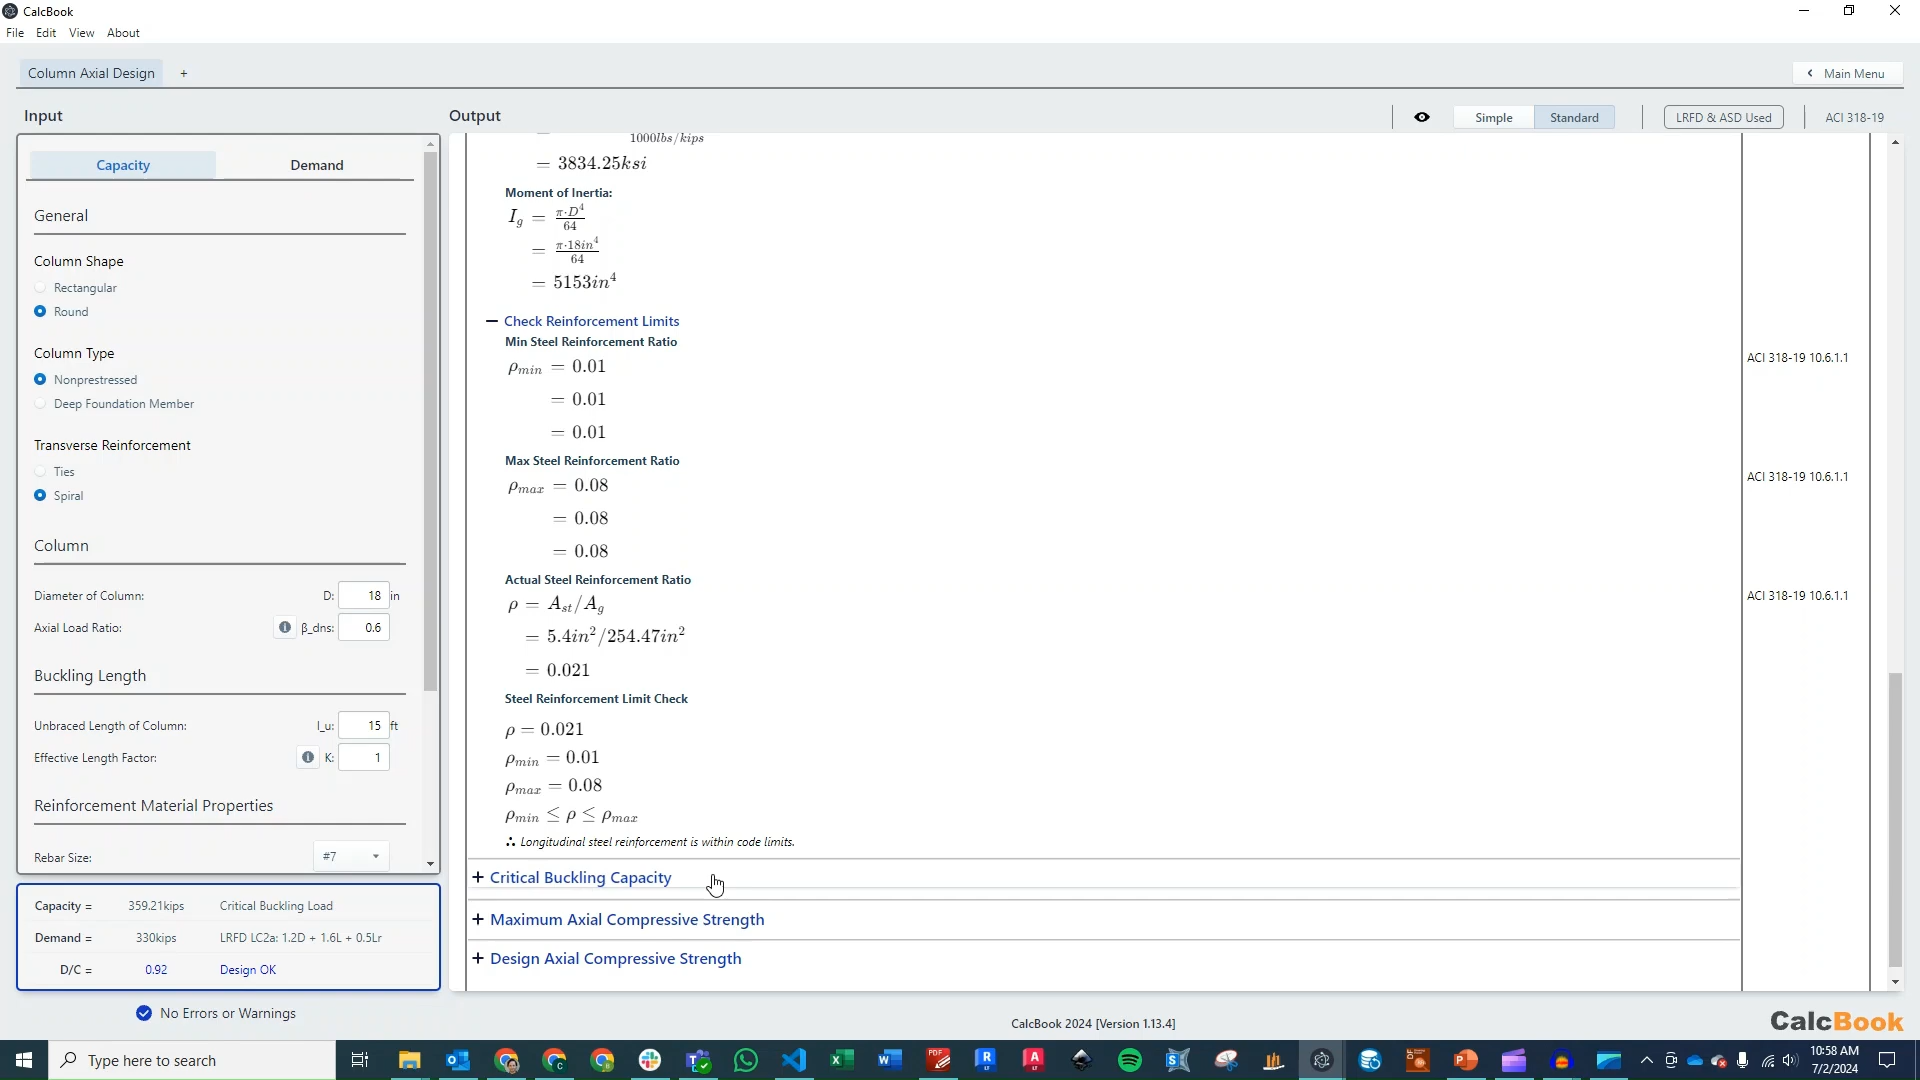 CalcBook
File Edit View About
Column Axial Design +
Main Menu
Input
Output
Simple Standard
LRFD & ASD Used
ACI 318-19
Capacity Demand
General
Column Shape
Rectangular
Round
Column Type
Nonprestressed
Deep Foundation Member
Transverse Reinforcement
Ties
Spiral
Column
Diameter of Column: D: 18 in
Axial Load Ratio: β_dns: 0.6
Buckling Length
Unbraced Length of Column: l_u: 15 ft
Effective Length Factor: K: 1
Reinforcement Material Properties
Rebar Size: #7
Capacity = 359.21kips Critical Buckling Load
Demand = 330kips LRFD LC2a: 1.2D + 1.6L + 0.5Lr
D/C = 0.92 Design OK
No Errors or Warnings
= 1000lbs/kips
= 3834.25ksi
Moment of Inertia:
I_g = π·D^4/64
= π·18in^4/64
= 5153in^4
Check Reinforcement Limits
Min Steel Reinforcement Ratio
ρ_min = 0.01 ACI 318-19 10.6.1.1
= 0.01
= 0.01
Max Steel Reinforcement Ratio
ρ_max = 0.08 ACI 318-19 10.6.1.1
= 0.08
= 0.08
Actual Steel Reinforcement Ratio
ρ = A_st/A_g ACI 318-19 10.6.1.1
= 5.4in^2/254.47in^2
= 0.021
Steel Reinforcement Limit Check
ρ = 0.021
ρ_min = 0.01
ρ_max = 0.08
ρ_min ≤ ρ ≤ ρ_max
∴ Longitudinal steel reinforcement is within code limits.
+ Critical Buckling Capacity
+ Maximum Axial Compressive Strength
+ Design Axial Compressive Strength
CalcBook 2024 [Version 1.13.4]
CalcBook
Type here to search
10:58 AM
7/2/2024